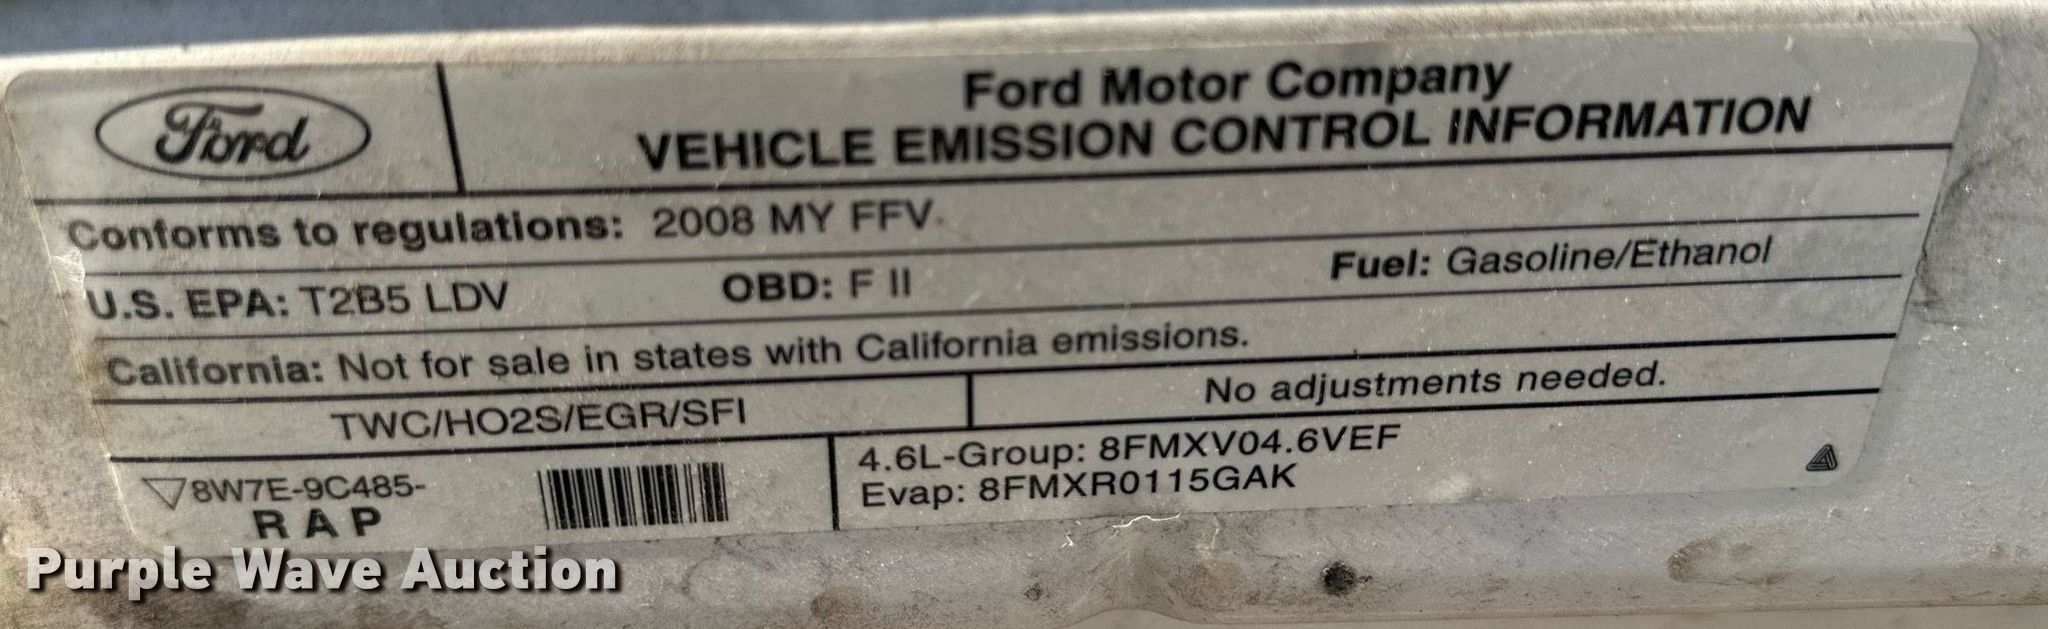 Ford
Ford Motor Company
VEHICLE EMISSION CONTROL INFORMATION
Conforms to regulations: 2008 MY FFV
U.S. EPA: T2B5 LDV OBD: F II Fuel: Gasoline/Ethanol
California: Not for sale in states with California emissions.
TWC/HO2S/EGR/SFI No adjustments needed.
8W7E-9C485-
RAP
4.6L-Group: 8FMXV04.6VEF
Evap: 8FMXR0115GAK
Purple Wave Auction